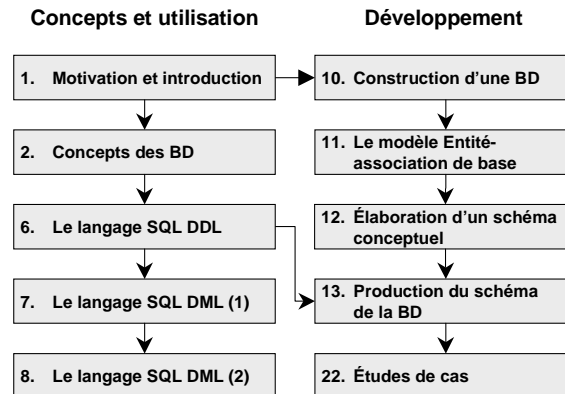 Concepts et utilisation
1. Motivation et introduction
2. Concepts des BD
6. Le langage SQL DDL
7. Le langage SQL DML (1)
8. Le langage SQL DML (2)
Développement
10. Construction d'une BD
11. Le modèle Entité-
association de base
12. Élaboration d'un schéma
conceptuel
13. Production du schéma
de la BD
22. Études de cas